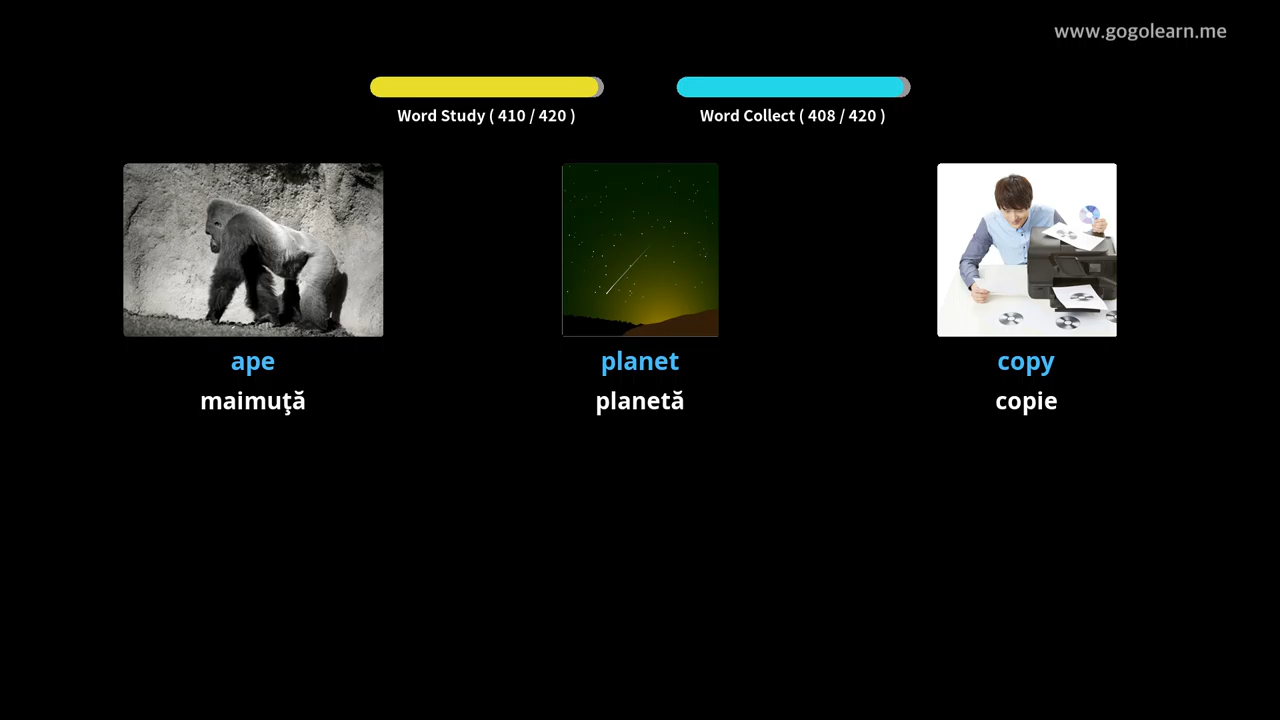 www.gogolearn.me
Word Study ( 410 / 420 )
Word Collect ( 408 / 420 )
ape
planet
copy
maimuţă
planetă
copie